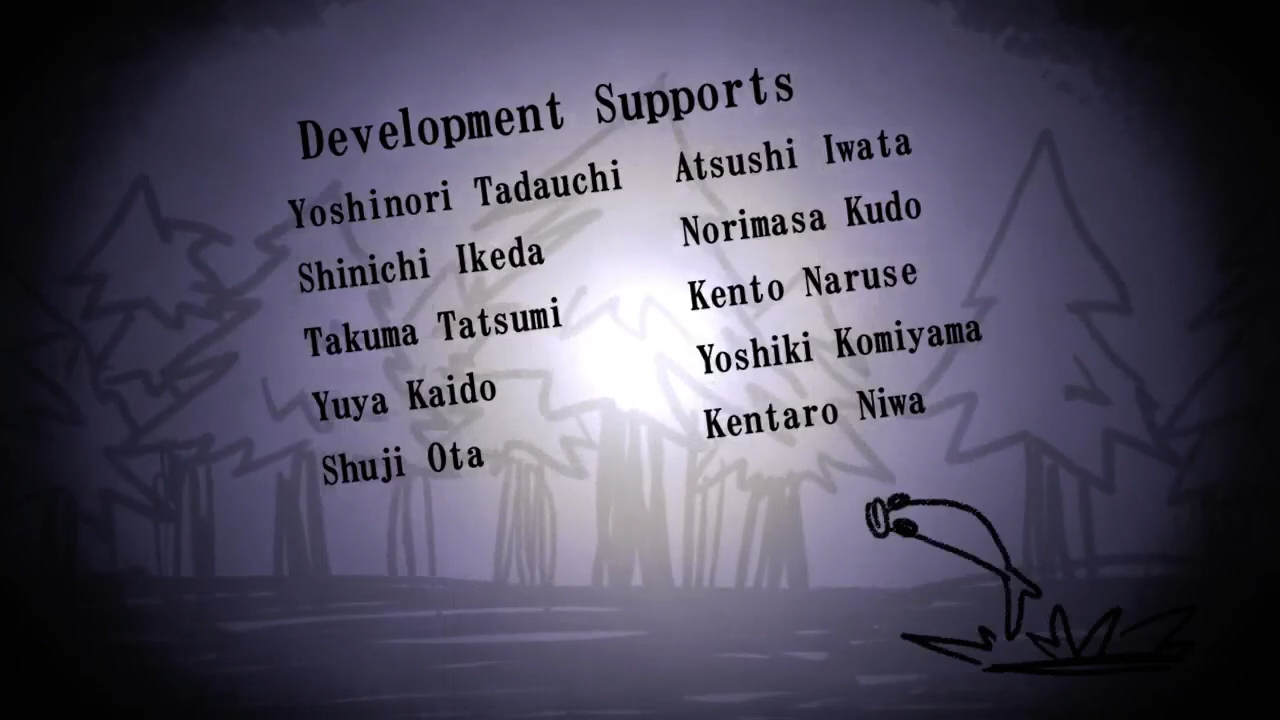 Development Supports
Yoshinori Tadauchi
Shinichi Ikeda
Takuma Tatsumi
Yuya Kaido
Shuji Ota
Atsushi Iwata
Norimasa Kudo
Kento Naruse
Yoshiki Komiyama
Kentaro Niwa